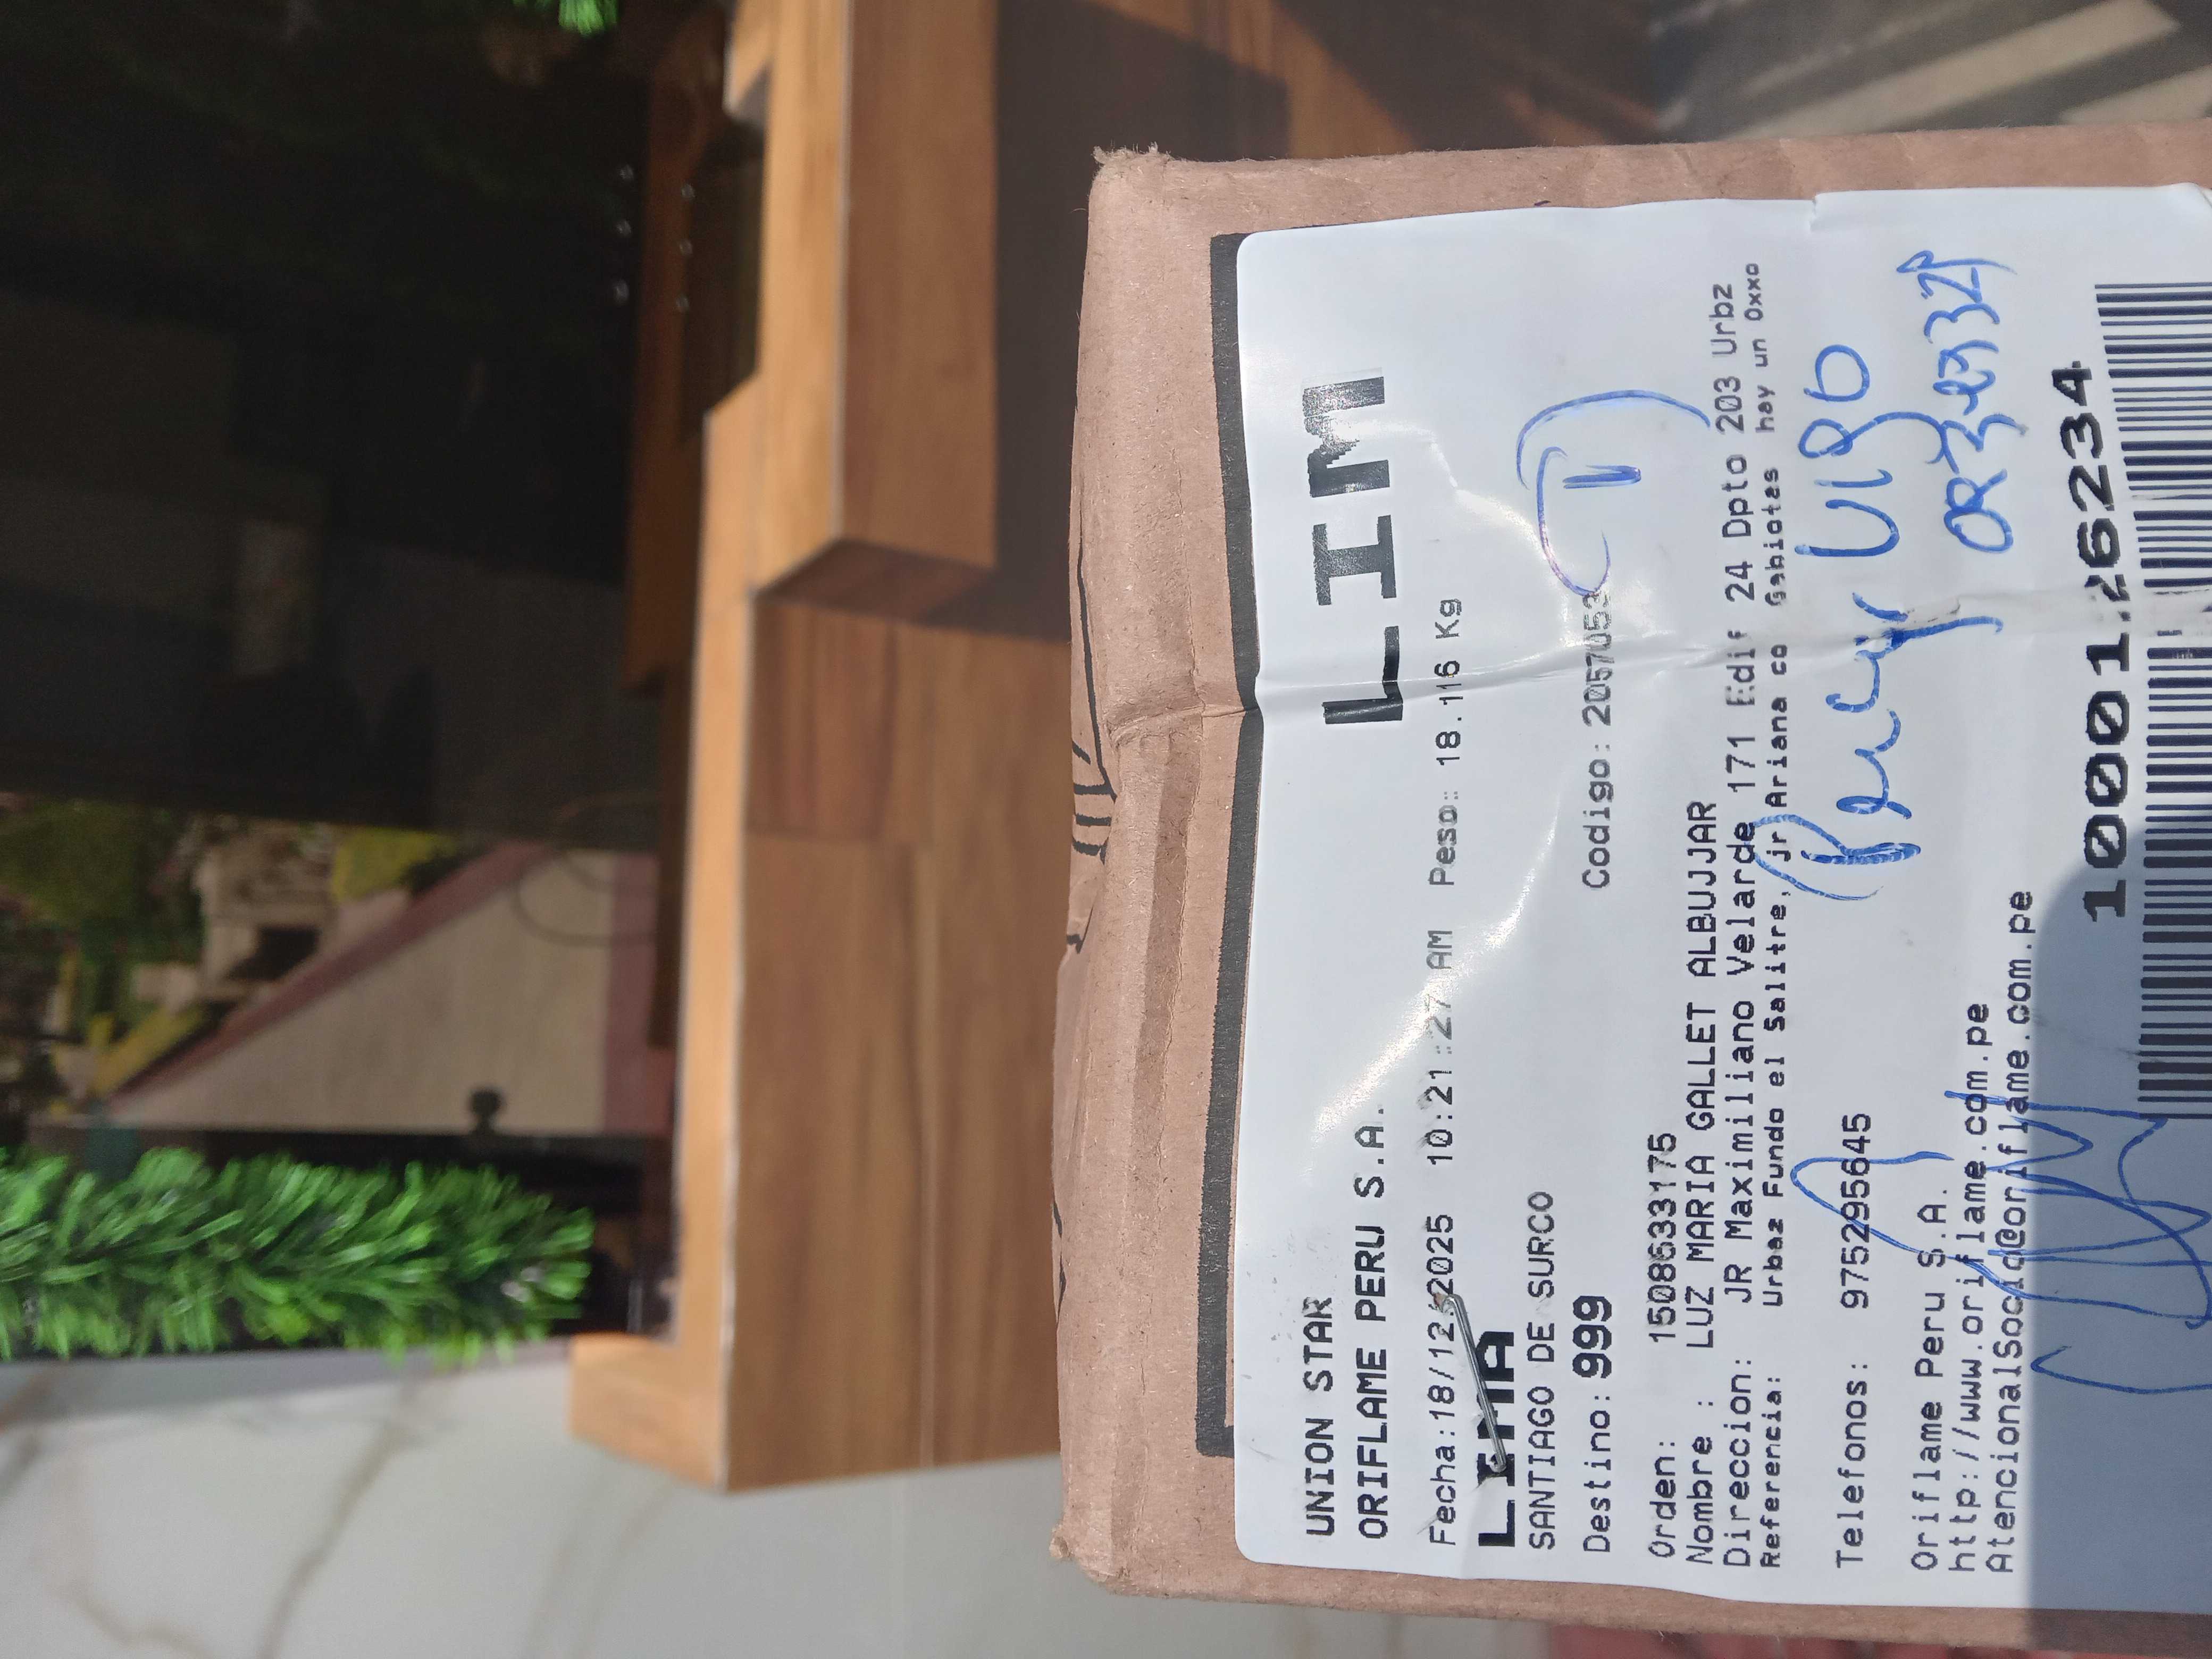 UNION STAR
ORIFLAME PERU S.A.
LIM
Fecha:18/12/2025 10:21:27 AM Peso: 18.116 Kg
LIMA
SANTIAGO DE SURCO
Destino: 999 Codigo: 2057053
Orden: 1508633175
Nombre : LUZ MARIA GALLET ALBUJJAR
Direccion: JR Maximiliano Velarde 171 Edif 24 Dpto 203 Urbz
Referencia: Urbaz Fundo el Salitre, jr Ariana co Gabiotas hay un Oxxo
Telefonos: 975295645
Oriflame Peru S.A.
http://www.oriflame.com.pe
AtencionalSocio@oriflame.com.pe
1000126234